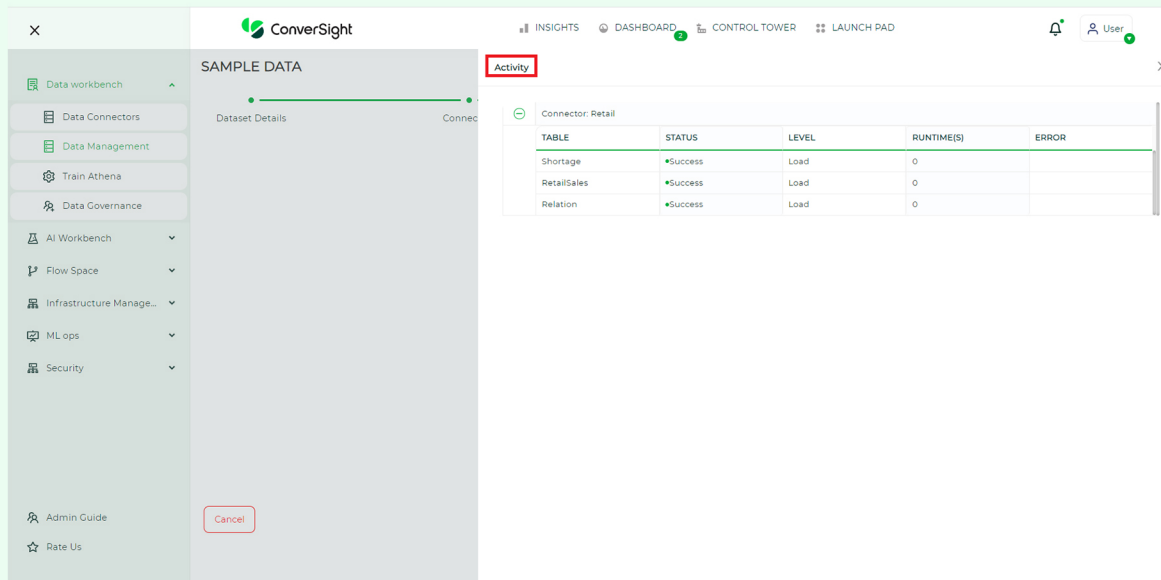 ConverSight
INSIGHTS
DASHBOARD
2
CONTROL TOWER
LAUNCH PAD
User
Data workbench
Data Connectors
Data Management
Train Athena
Data Governance
AI Workbench
Flow Space
Infrastructure Manage...
ML ops
Security
Admin Guide
Rate Us
SAMPLE DATA
Dataset Details
Connec
Cancel
Activity
Connector: Retail
TABLE STATUS LEVEL RUNTIME(S) ERROR
Shortage Success Load 0
RetailSales Success Load 0
Relation Success Load 0